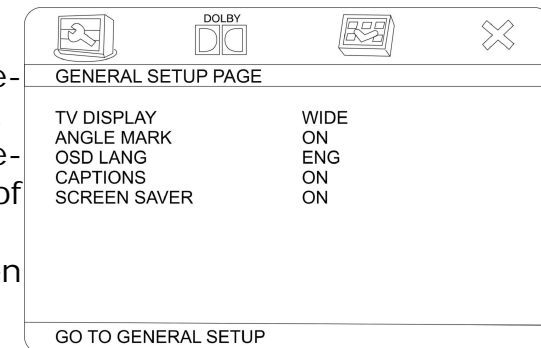 DOLBY
GENERAL SETUP PAGE
TV DISPLAY WIDE
ANGLE MARK ON
OSD LANG ENG
CAPTIONS ON
SCREEN SAVER ON
GO TO GENERAL SETUP
e-
e-
of
n